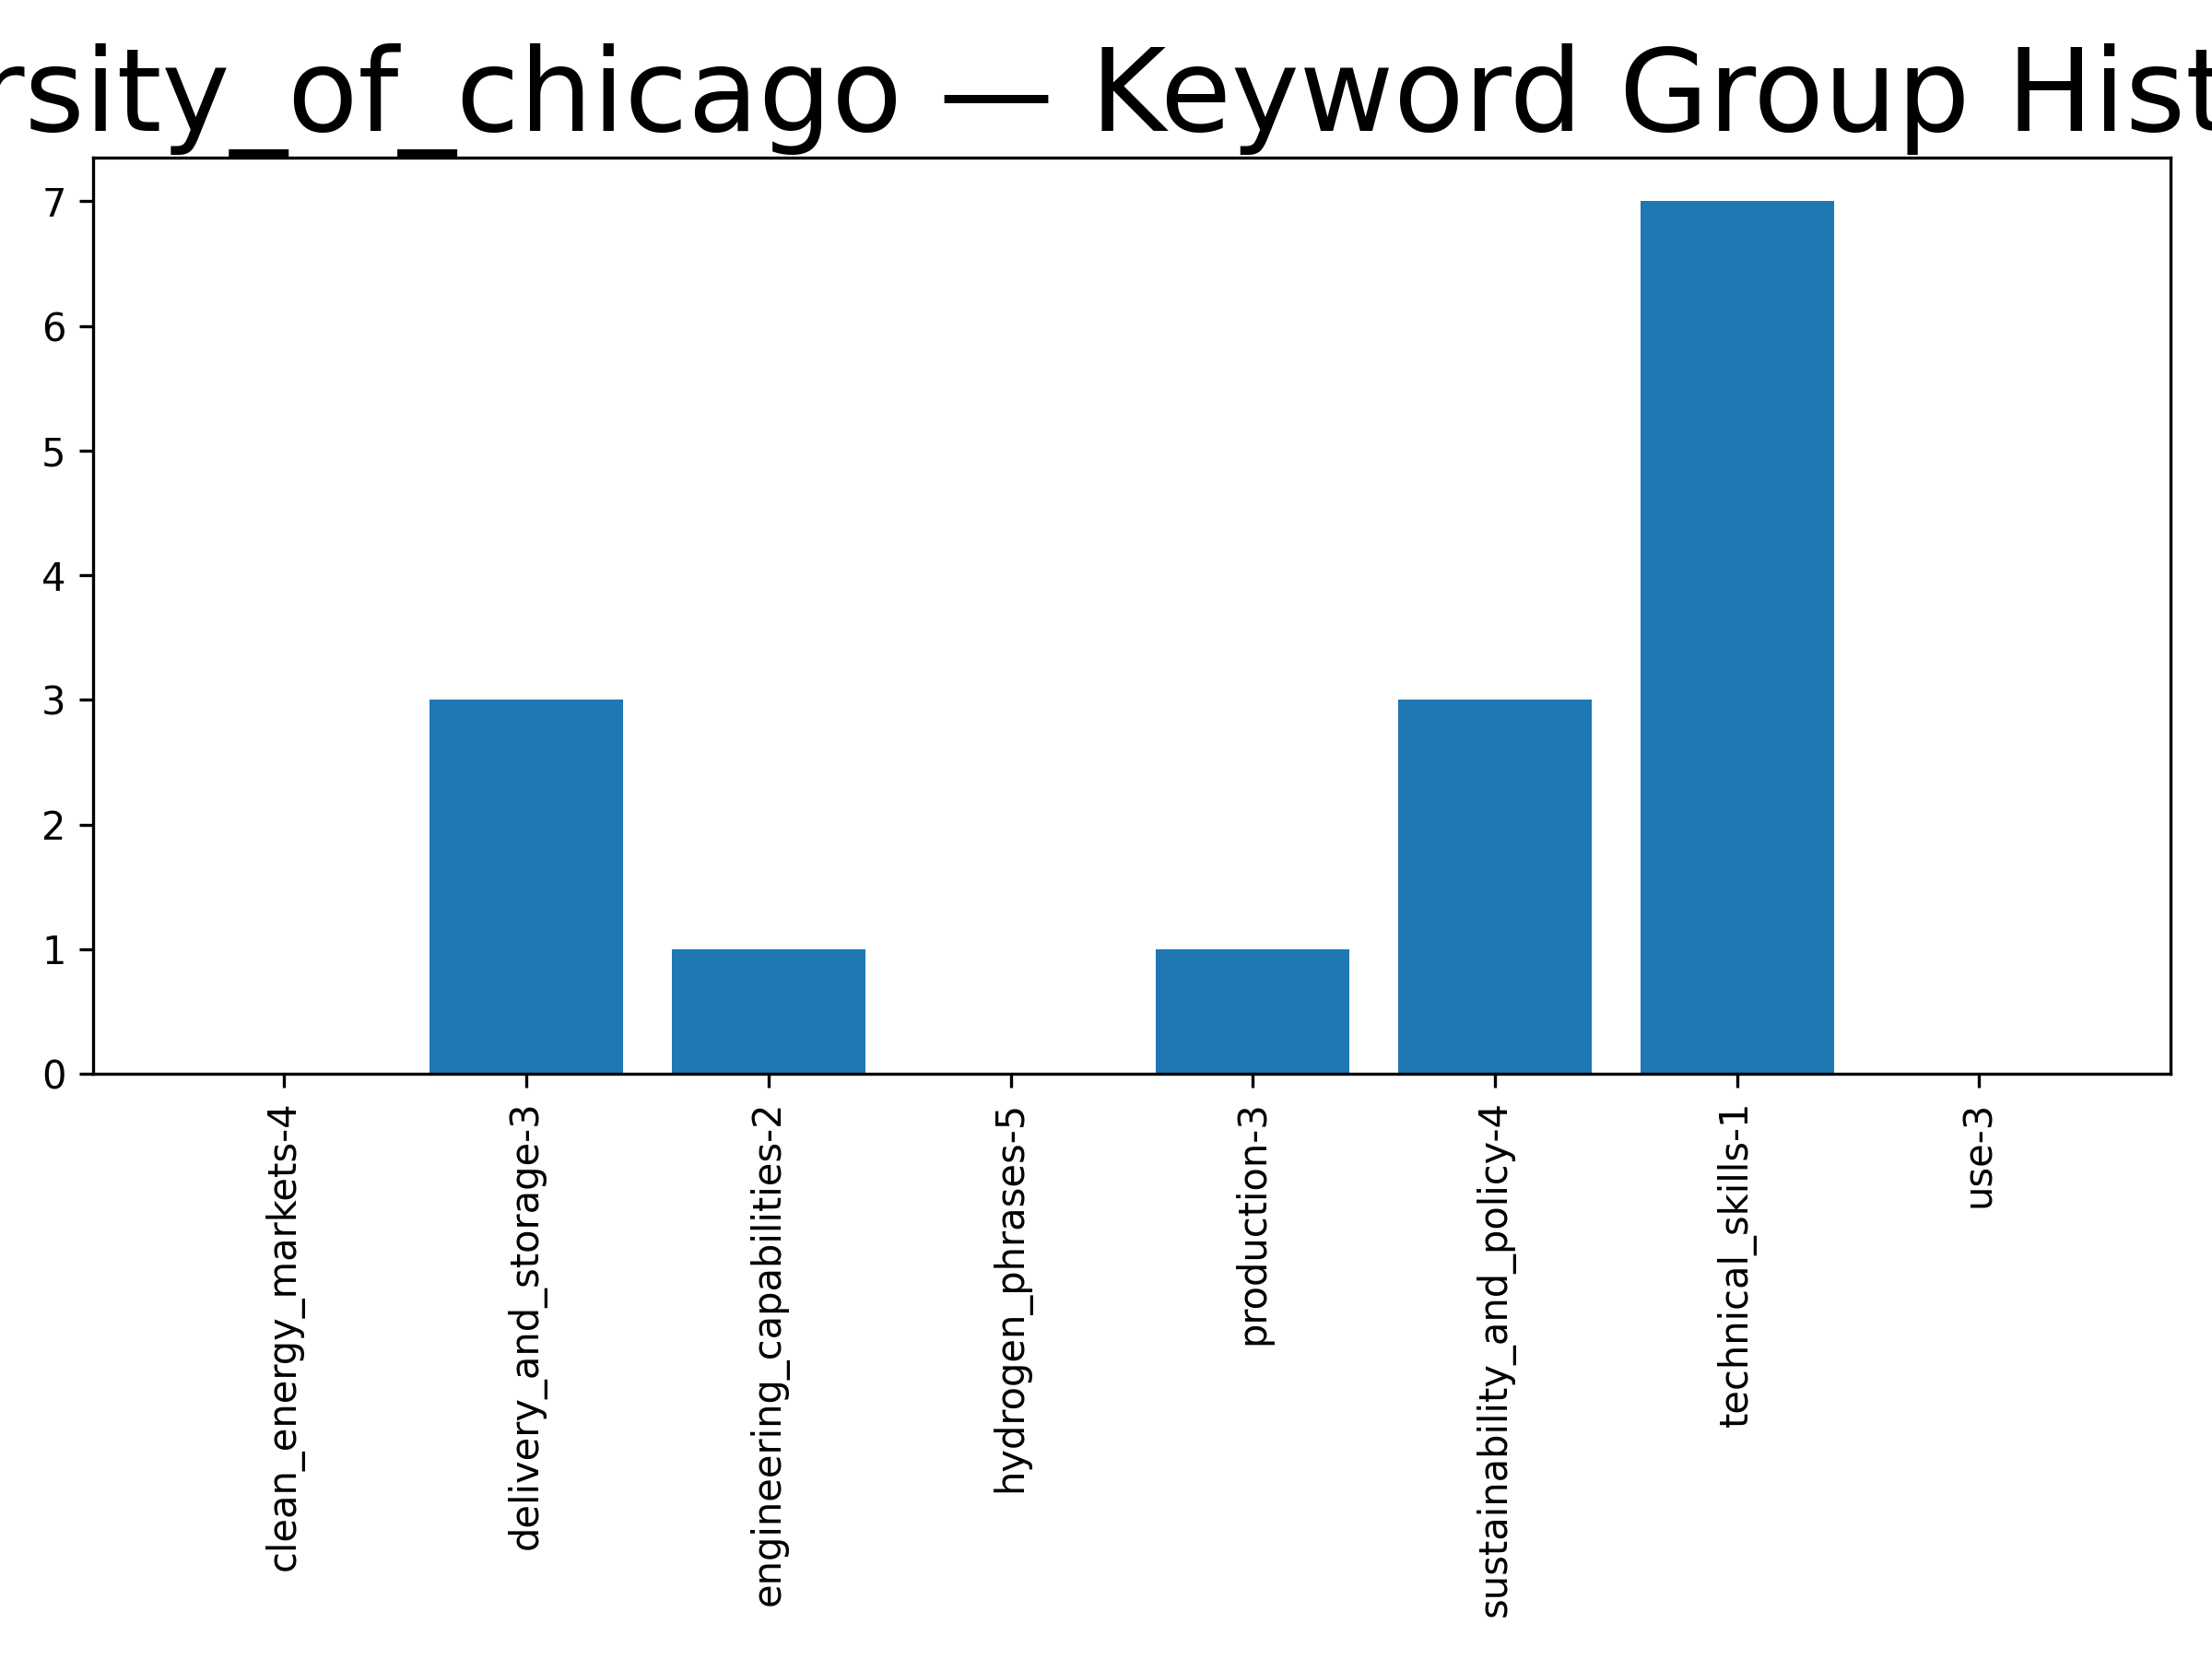 rsity_of_chicago — Keyword Group Hist
7
6
5
4
3
2
1
0
clean_energy_markets-4
delivery_and_storage-3
engineering_capabilities-2
hydrogen_phrases-5
production-3
sustainability_and_policy-4
technical_skills-1
use-3